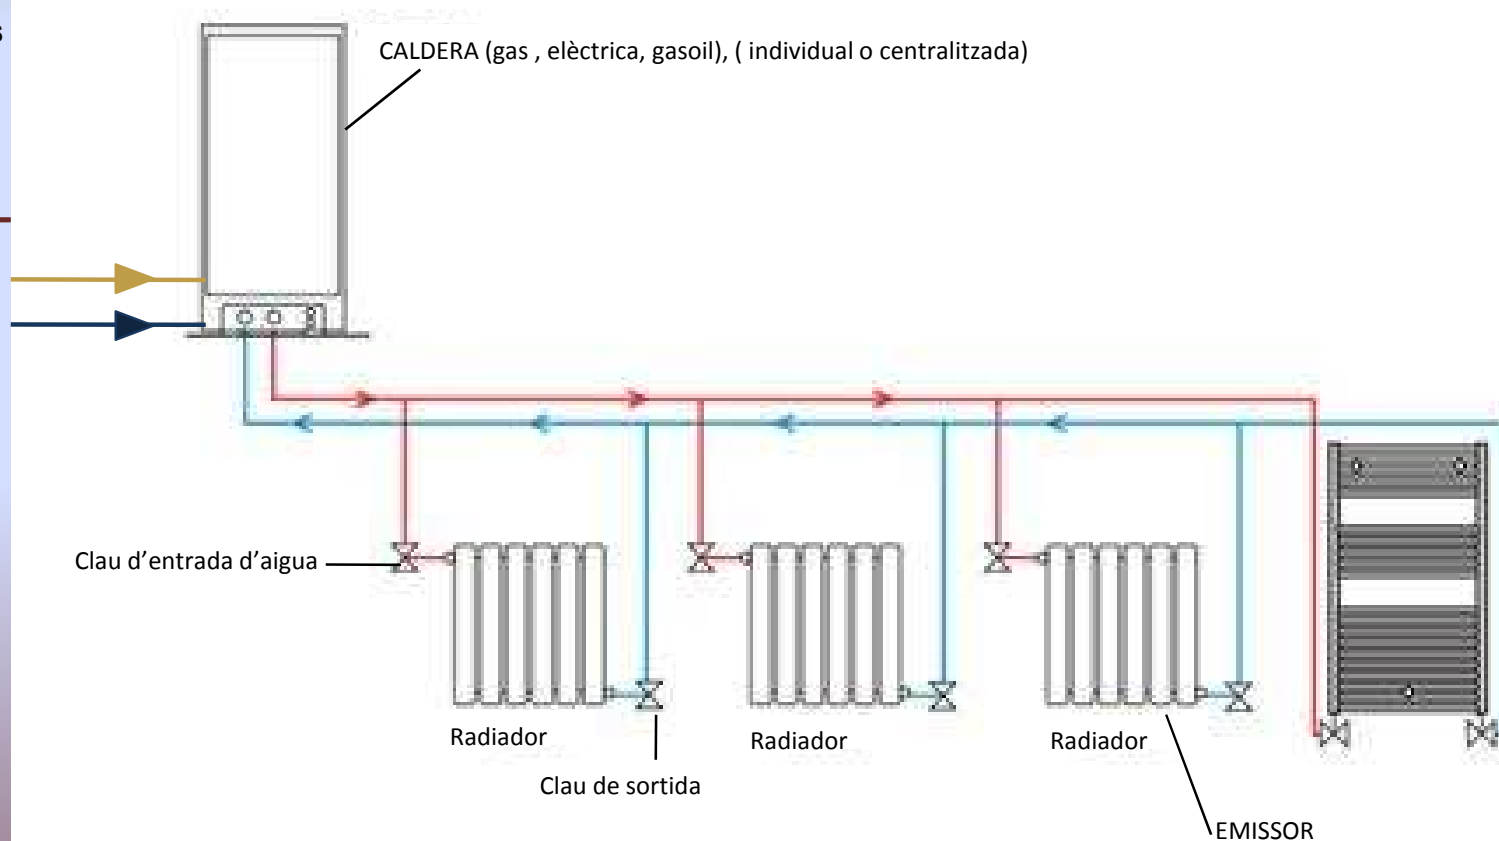 s
CALDERA (gas , elèctrica, gasoil), ( individual o centralitzada)
Clau d’entrada d’aigua
Radiador
Radiador
Radiador
Clau de sortida
EMISSOR